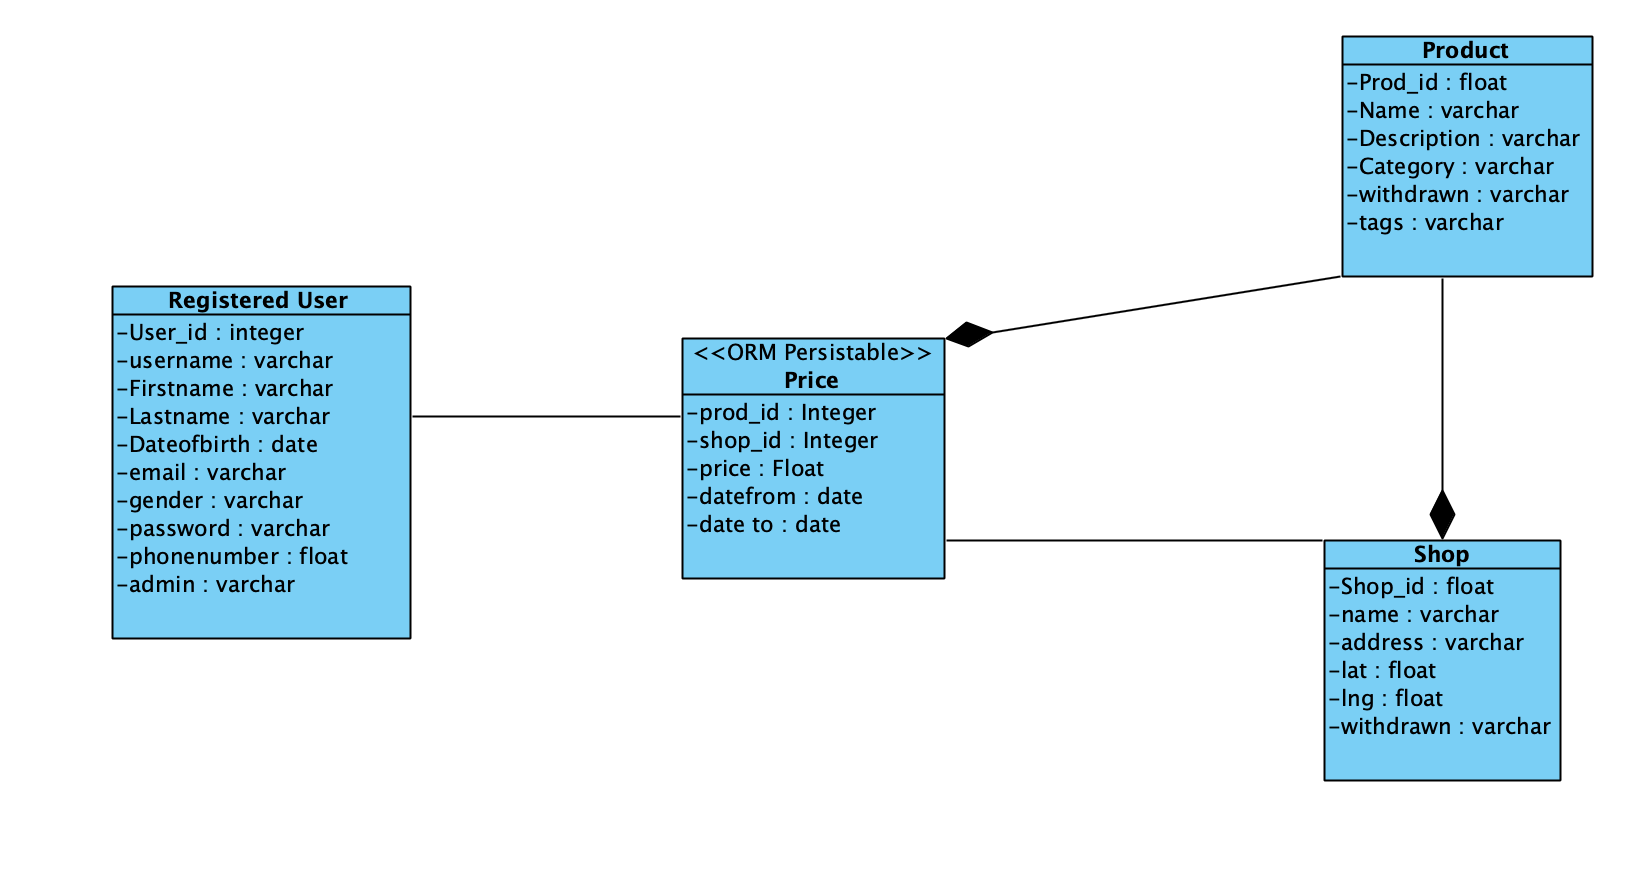 Product
-Prod_id : float
-Name : varchar
-Description : varchar
-Category : varchar
-withdrawn : varchar
-tags : varchar
Registered User
-User_id : integer
-username : varchar
-Firstname : varchar
-Lastname : varchar
-Dateofbirth : date
-email : varchar
-gender : varchar
-password : varchar
-phonenumber : float
-admin : varchar
<<ORM Persistable>>
Price
-prod_id : Integer
-shop_id : Integer
-price : Float
-datefrom : date
-date to : date
Shop
-Shop_id : float
-name : varchar
-address : varchar
-lat : float
-lng : float
-withdrawn : varchar